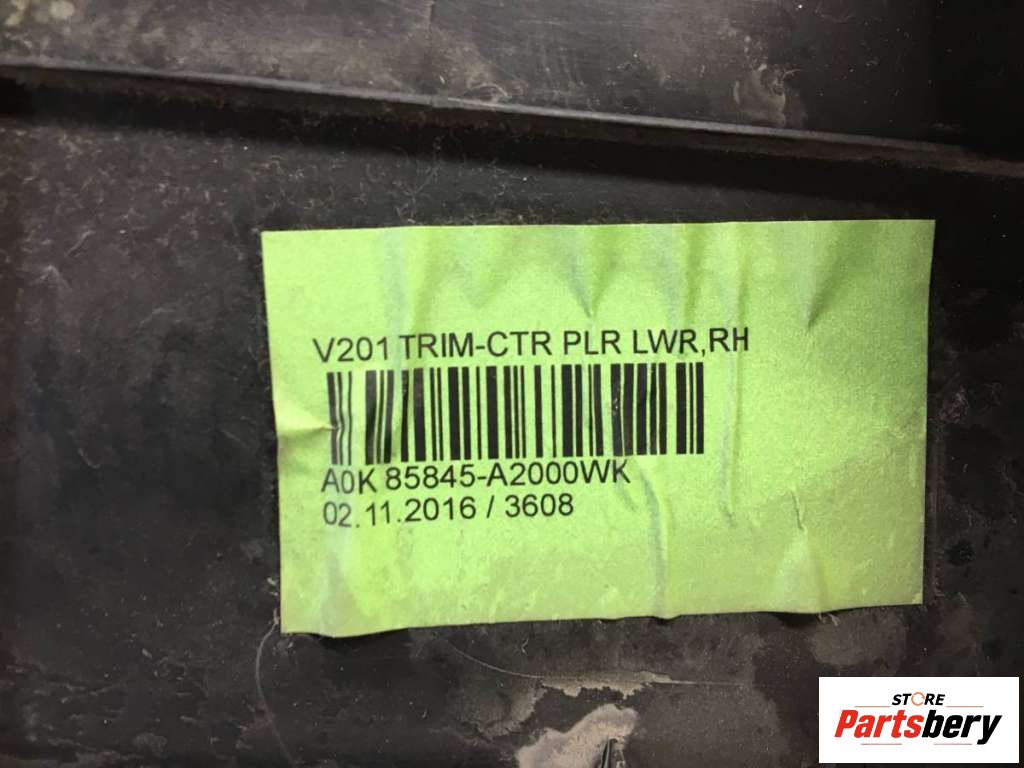 V201 TRIM-CTR PLR LWR,RH
A0K 85845-A2000WK
02.11.2016 / 3608
STORE
Partsbery